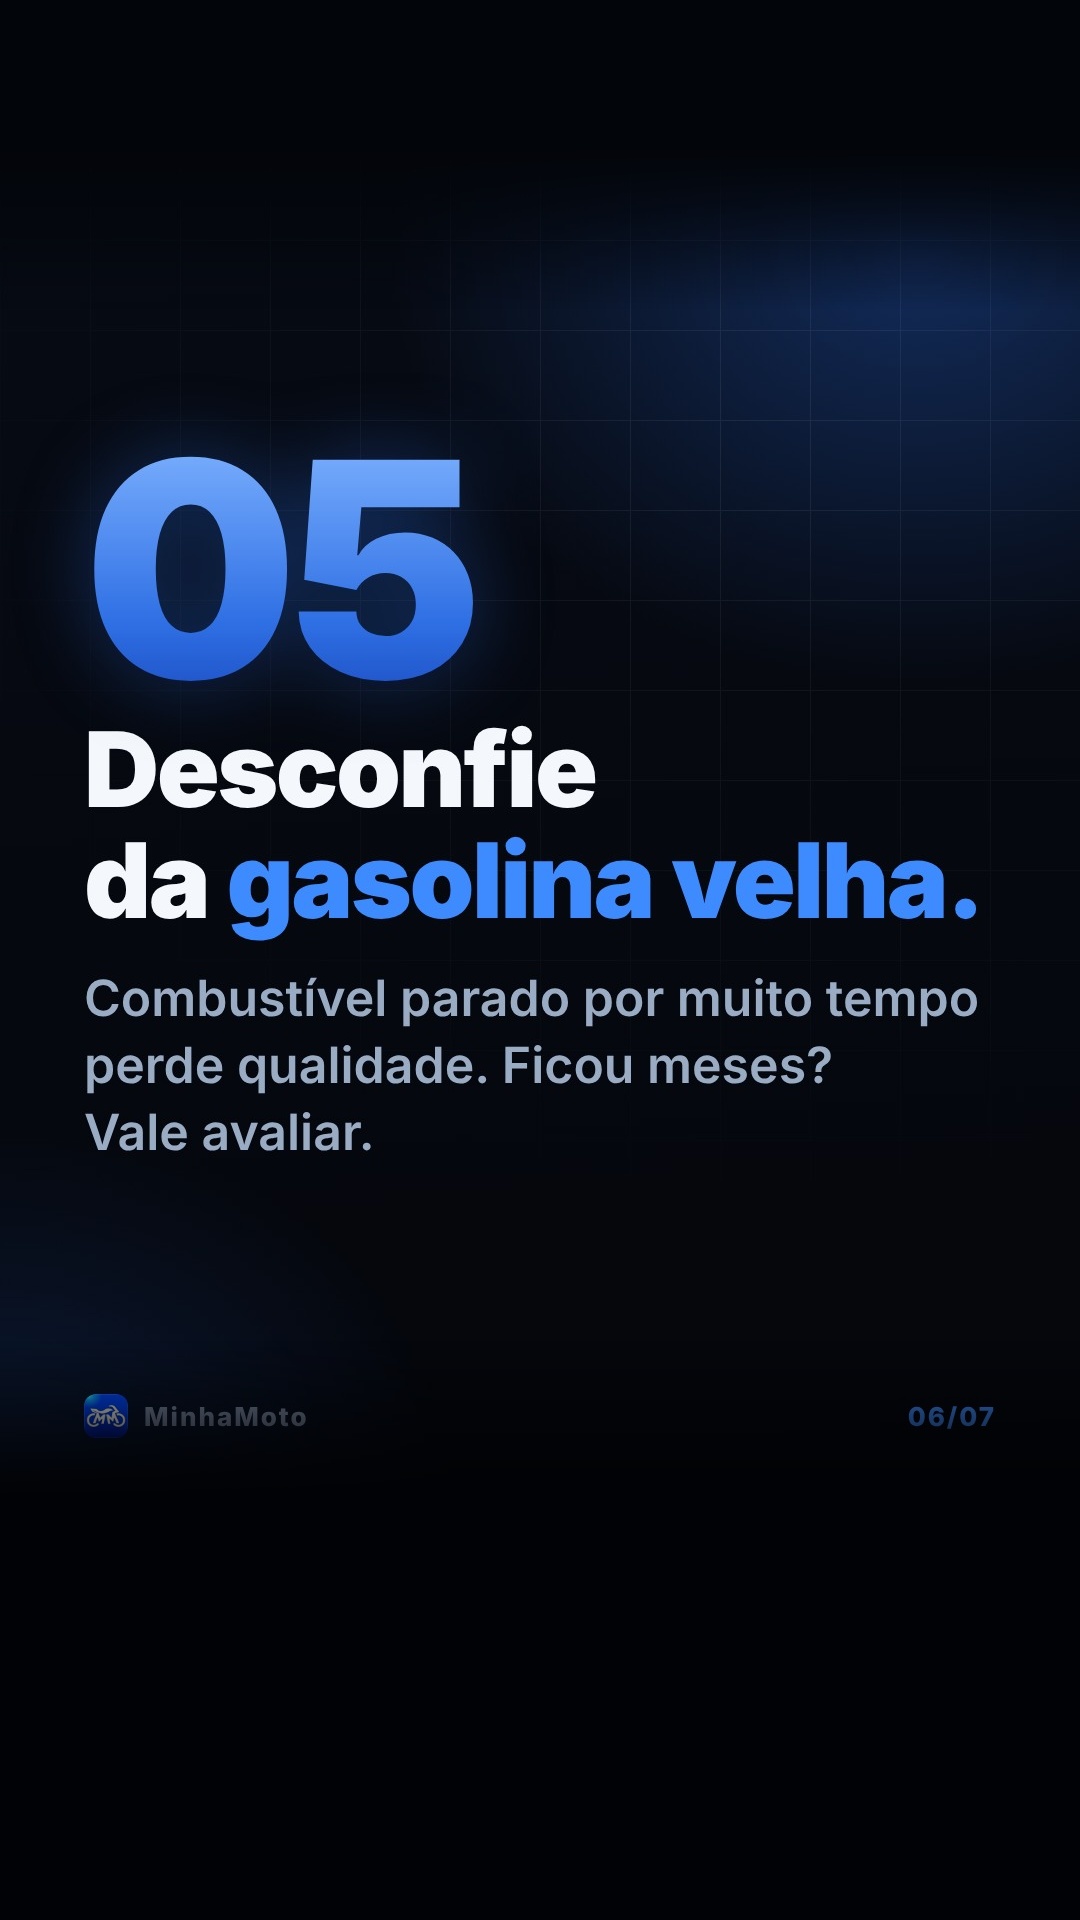 05
Desconfie
da gasolina velha.
Combustível parado por muito tempo
perde qualidade. Ficou meses?
Vale avaliar.
MinhaMoto
06/07